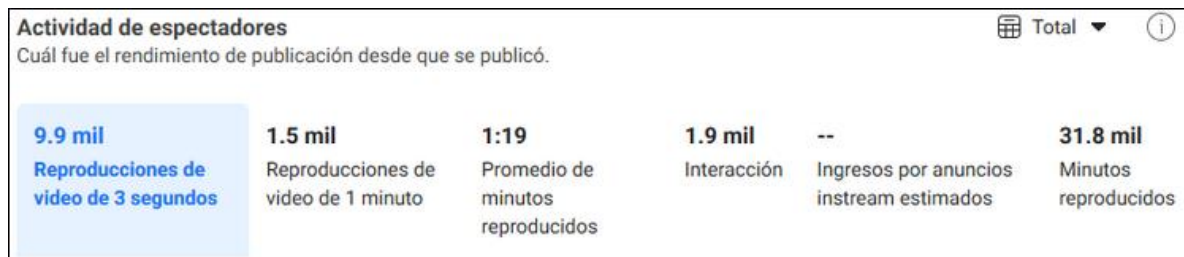 Actividad de espectadores
Total
Cuál fue el rendimiento de publicación desde que se publicó.
9.9 mil
Reproducciones de
video de 3 segundos
1.5 mil
Reproducciones de
video de 1 minuto
1:19
Promedio de
minutos
reproducidos
1.9 mil
Interacción
--
Ingresos por anuncios
instream estimados
31.8 mil
Minutos
reproducidos